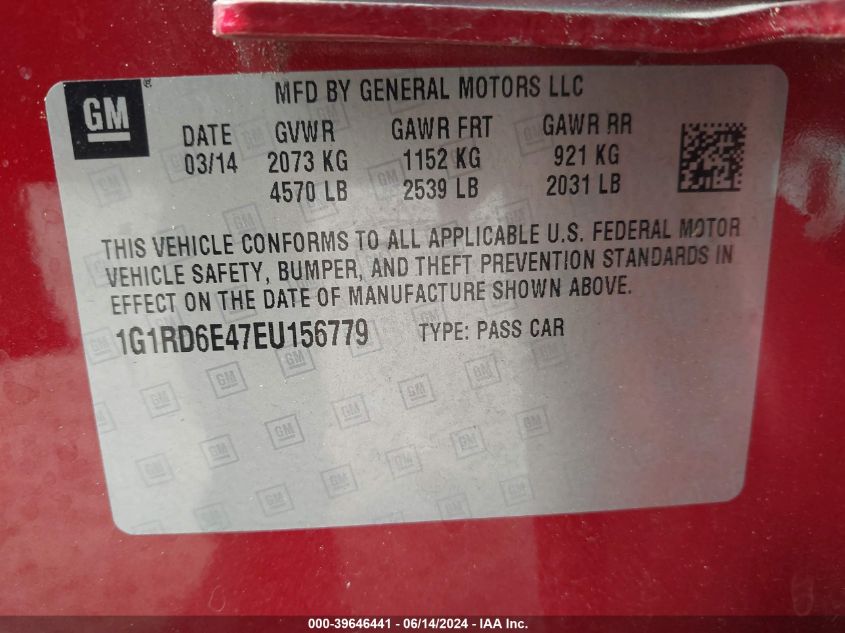 GM
MFD BY GENERAL MOTORS LLC
DATE GVWR GAWR FRT GAWR RR
03/14 2073 KG 1152 KG 921 KG
4570 LB 2539 LB 2031 LB
THIS VEHICLE CONFORMS TO ALL APPLICABLE U.S. FEDERAL MOTOR
VEHICLE SAFETY, BUMPER, AND THEFT PREVENTION STANDARDS IN
EFFECT ON THE DATE OF MANUFACTURE SHOWN ABOVE.
1G1RD6E47EU156779 TYPE: PASS CAR
000-39646441 - 06/14/2024 - IAA Inc.